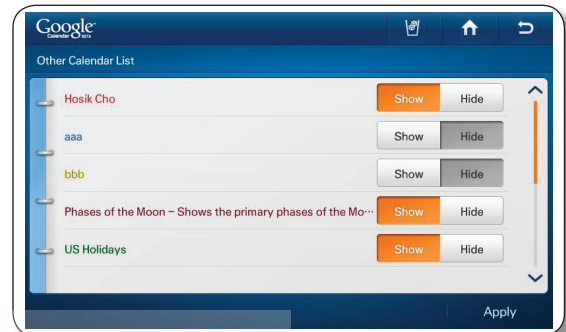 Google
Calendar BETA
Other Calendar List
Hosik Cho Show Hide
aaa Show Hide
bbb Show Hide
Phases of the Moon – Shows the primary phases of the Mo··· Show Hide
US Holidays Show Hide
Apply